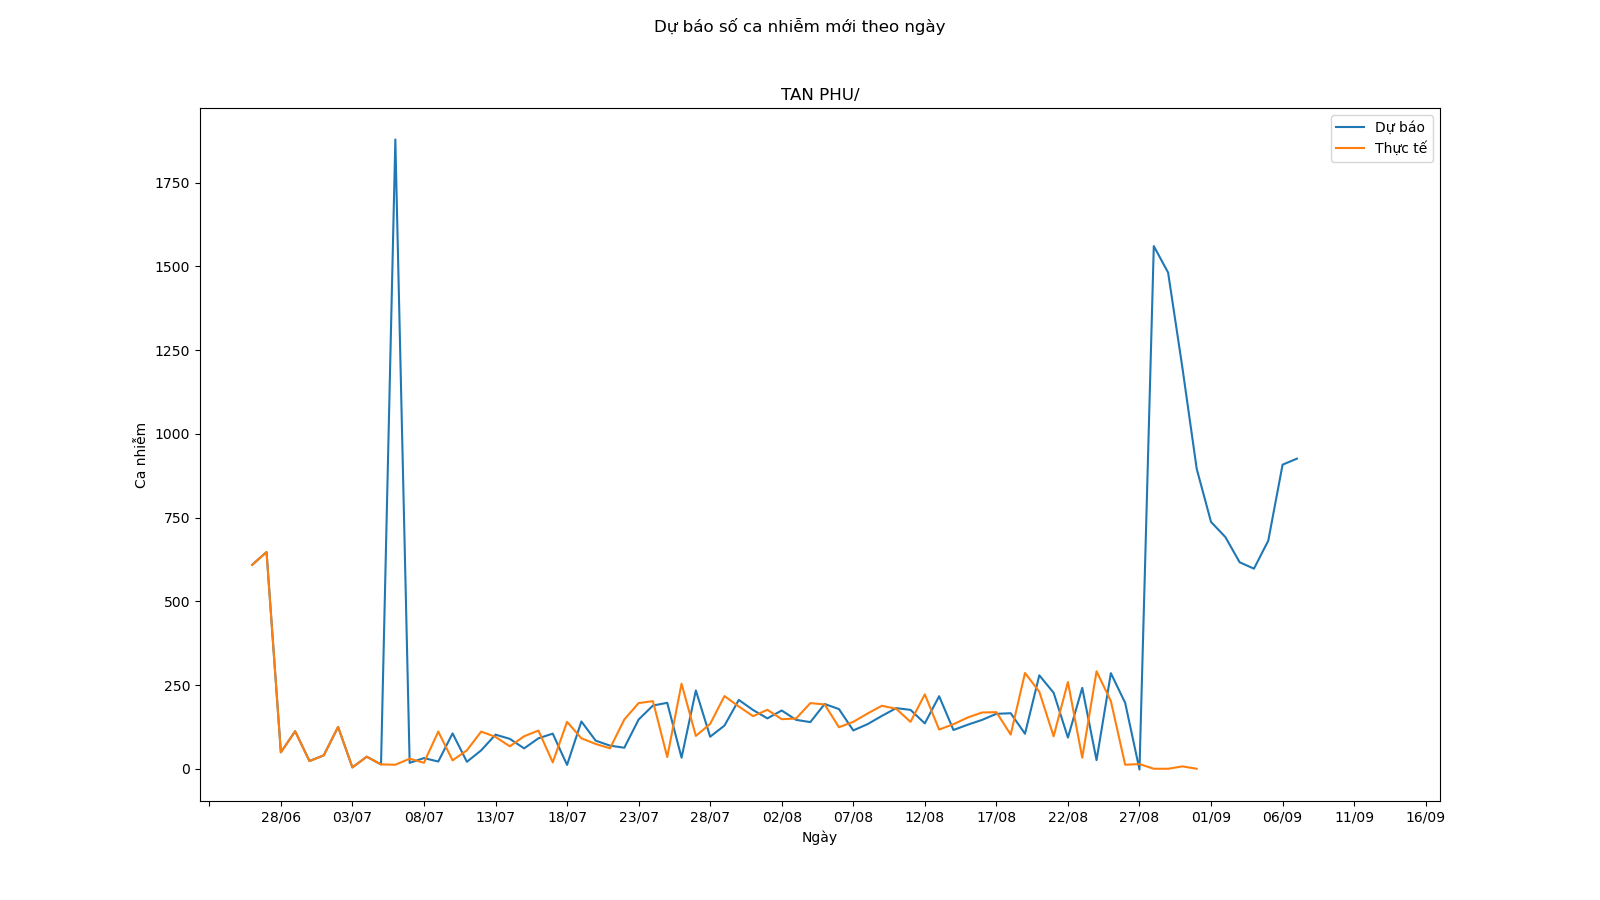 Dự báo số ca nhiễm mới theo ngày
TAN PHU/
Dự báo
Thực tế
1750
1500
1250
1000
750
500
250
0
Ca nhiễm
28/06 03/07 08/07 13/07 18/07 23/07 28/07 02/08 07/08 12/08 17/08 22/08 27/08 01/09 06/09 11/09 16/09
Ngày